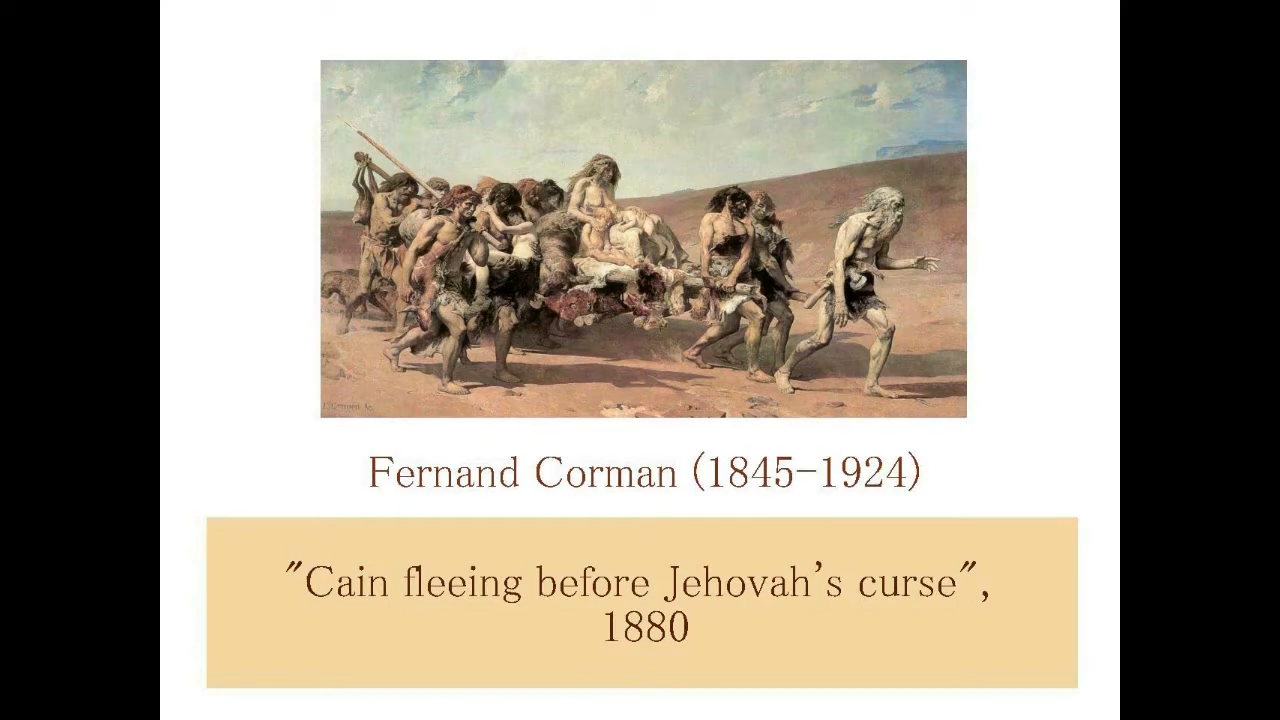 Fernand Corman (1845-1924)
"Cain fleeing before Jehovah's curse",
1880